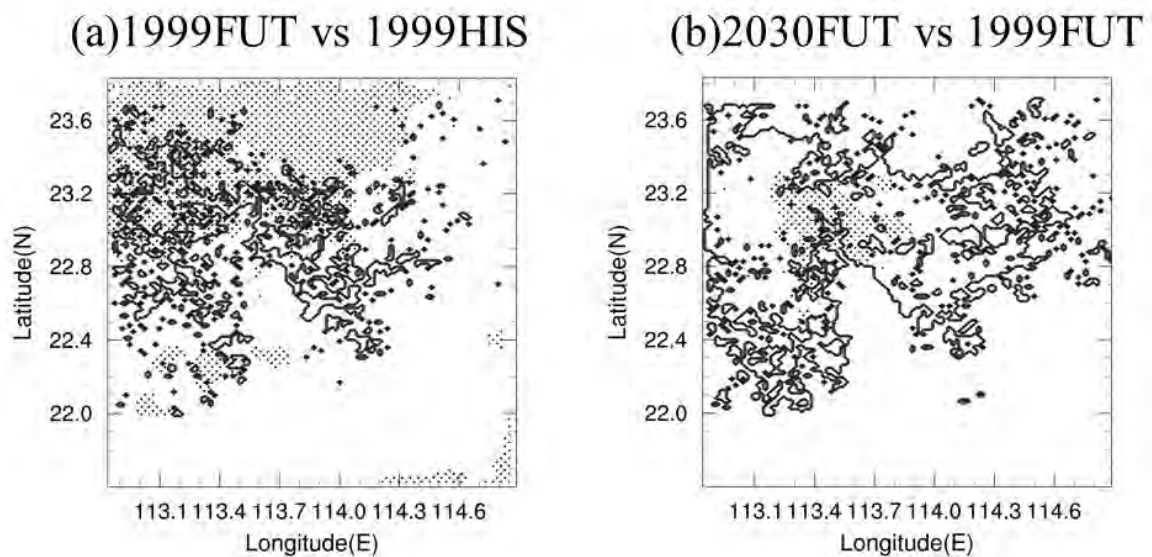 (a)1999FUT vs 1999HIS
(b)2030FUT vs 1999FUT
23.6
23.2
22.8
22.4
22.0
Latitude(N)
113.1 113.4 113.7 114.0 114.3 114.6
Longitude(E)
23.6
23.2
22.8
22.4
22.0
Latitude(N)
113.1 113.4 113.7 114.0 114.3 114.6
Longitude(E)